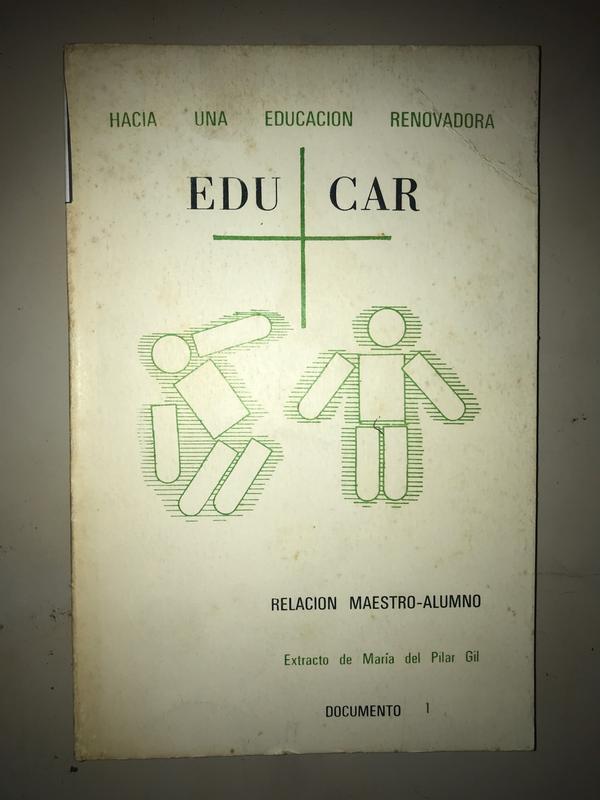 HACIA UNA EDUCACION RENOVADORA
EDU CAR
RELACION MAESTRO-ALUMNO
Extracto de María del Pilar Gil
DOCUMENTO 1